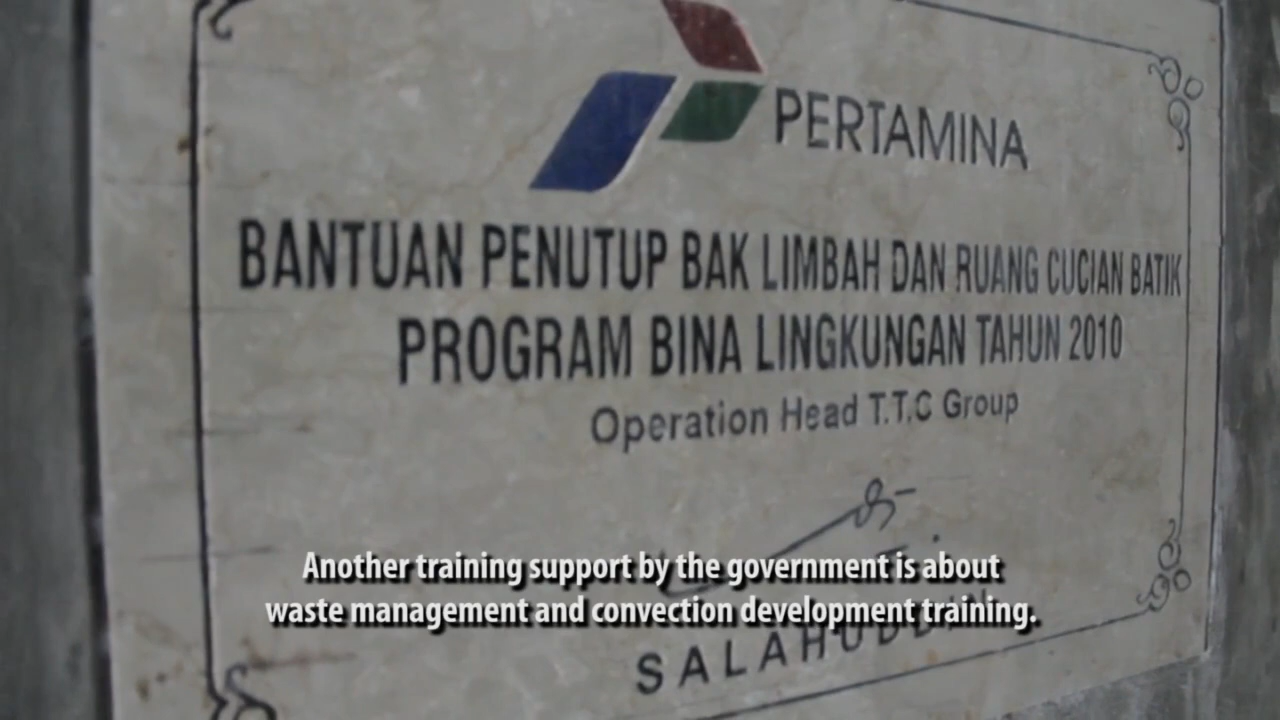 PERTAMINA
BANTUAN PENUTUP BAK LIMBAH DAN RUANG CUCIAN BATIK
PROGRAM BINA LINGKUNGAN TAHUN 2010
Operation Head T.T.C Group
Another training support by the government is about
waste management and convection development training.
SALAHUDDIN